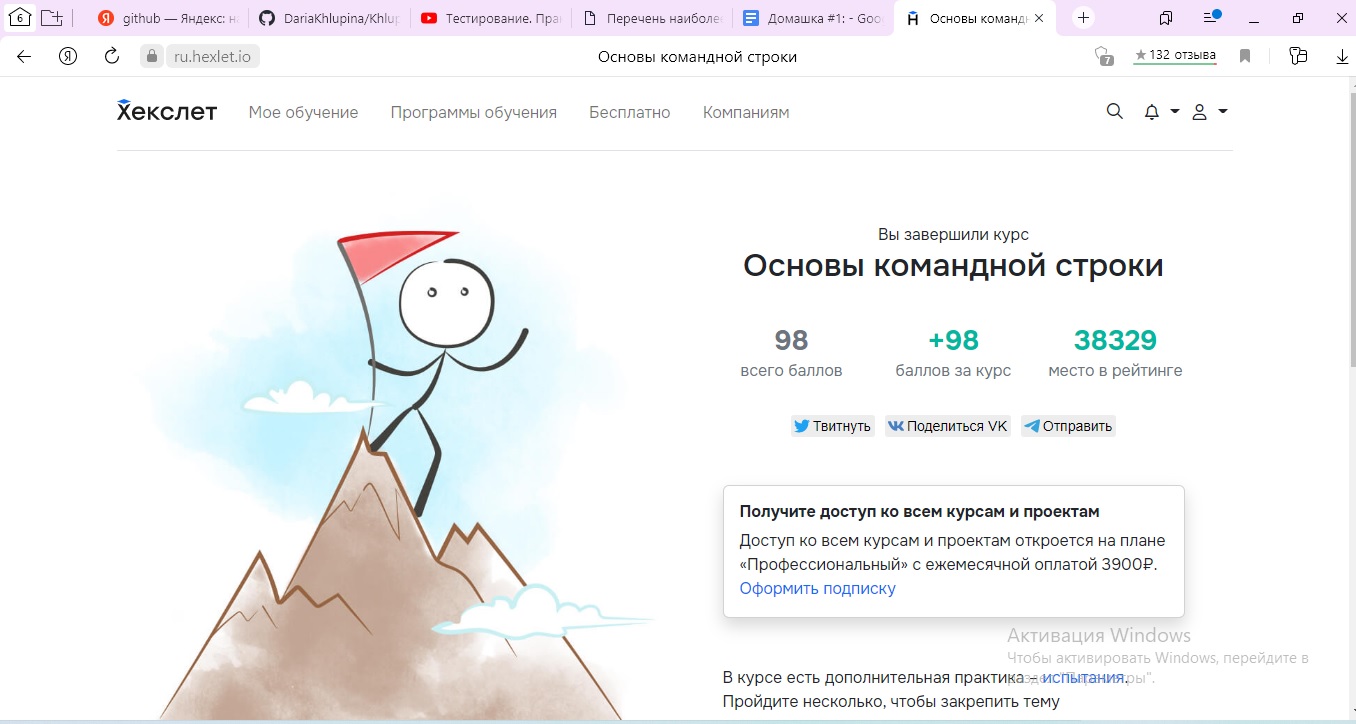 6
github — Яндекс: на
DariaKhlupina/Khlup
Тестирование. Пра
Перечень наиболе
Домашка #1: - Goo
Основы команд
ru.hexlet.io
Основы командной строки
7
132 отзыва
Хекслет
Мое обучение
Программы обучения
Бесплатно
Компаниям
Вы завершили курс
Основы командной строки
98
+98
38329
всего баллов
баллов за курс
место в рейтинге
Твитнуть
Поделиться VK
Отправить
Получите доступ ко всем курсам и проектам
Доступ ко всем курсам и проектам откроется на плане
«Профессиональный» с ежемесячной оплатой 3900₽.
Оформить подписку
Активация Windows
Чтобы активировать Windows, перейдите в
раздел "Параметры".
В курсе есть дополнительная практика – испытания.
Пройдите несколько, чтобы закрепить тему